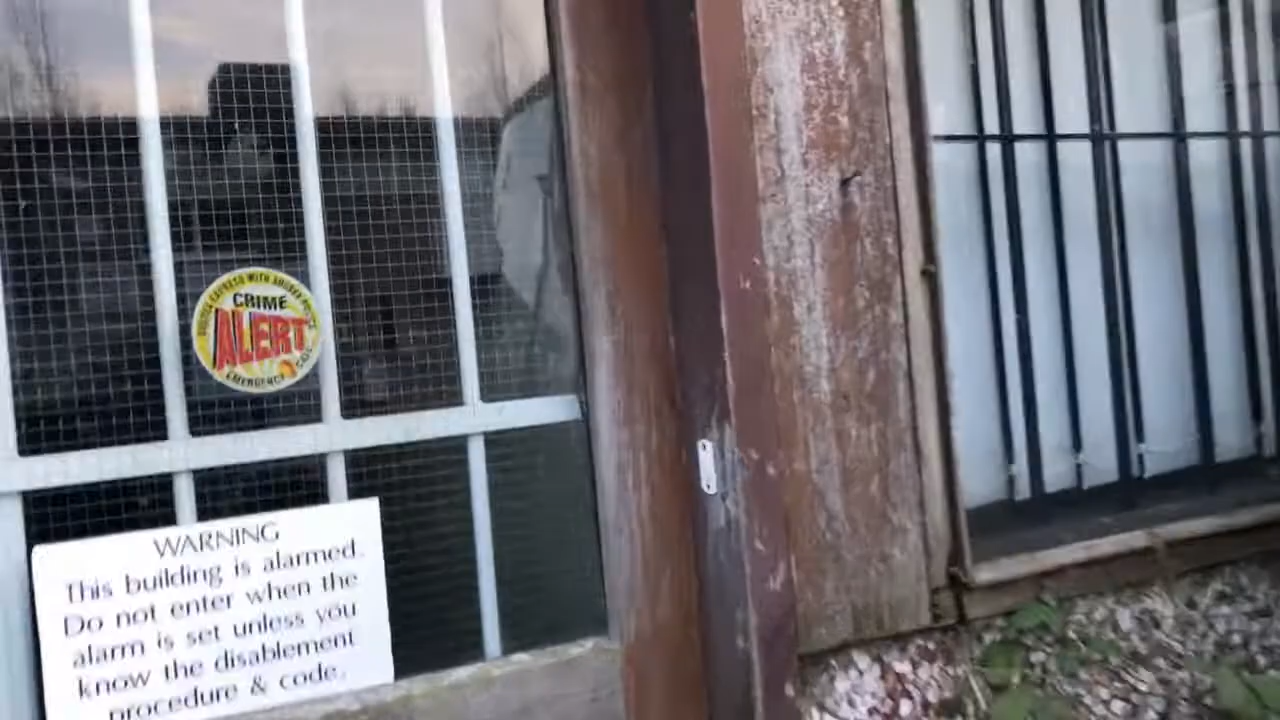 CRIME
ALERT
EMERGENCY
WARNING
This building is alarmed.
Do not enter when the
alarm is set unless you
know the disablement
procedure & code.